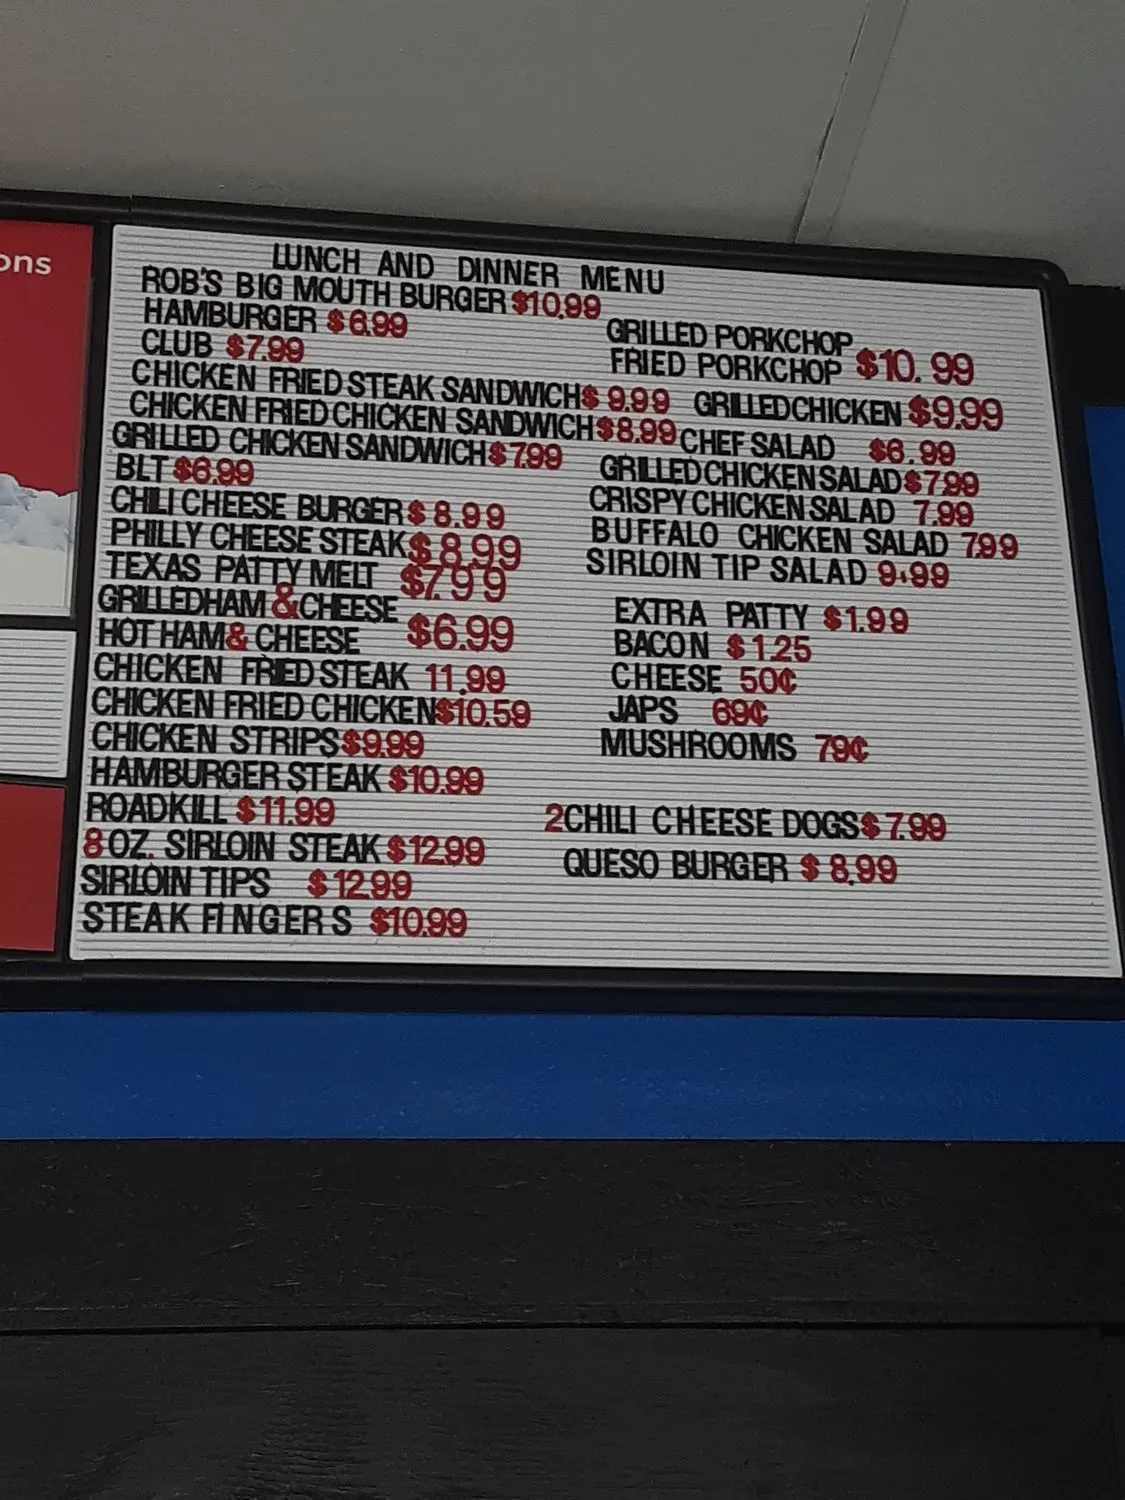 ons
LUNCH AND DINNER MENU
ROB'S BIG MOUTH BURGER $10.99
HAMBURGER $6.99
CLUB $7.99
CHICKEN FRIED STEAK SANDWICH $9.99
CHICKEN FRIED CHICKEN SANDWICH $8.99
GRILLED CHICKEN SANDWICH $7.99
BLT $6.99
CHILI CHEESE BURGER $8.99
PHILLY CHEESE STEAK $8.99
TEXAS PATTY MELT $7.99
GRILLED HAM & CHEESE
HOT HAM & CHEESE $6.99
CHICKEN FRIED STEAK 11.99
CHICKEN FRIED CHICKEN $10.59
CHICKEN STRIPS $9.99
HAMBURGER STEAK $10.99
ROADKILL $11.99
8 OZ. SIRLOIN STEAK $12.99
SIRLOIN TIPS $12.99
STEAK FINGERS $10.99
GRILLED PORKCHOP
FRIED PORKCHOP $10.99
GRILLED CHICKEN $9.99
CHEF SALAD $6.99
GRILLED CHICKEN SALAD $7.99
CRISPY CHICKEN SALAD 7.99
BUFFALO CHICKEN SALAD 7.99
SIRLOIN TIP SALAD 9.99
EXTRA PATTY $1.99
BACON $1.25
CHEESE 50¢
JAPS 69¢
MUSHROOMS 79¢
2 CHILI CHEESE DOGS $7.99
QUESO BURGER $8.99